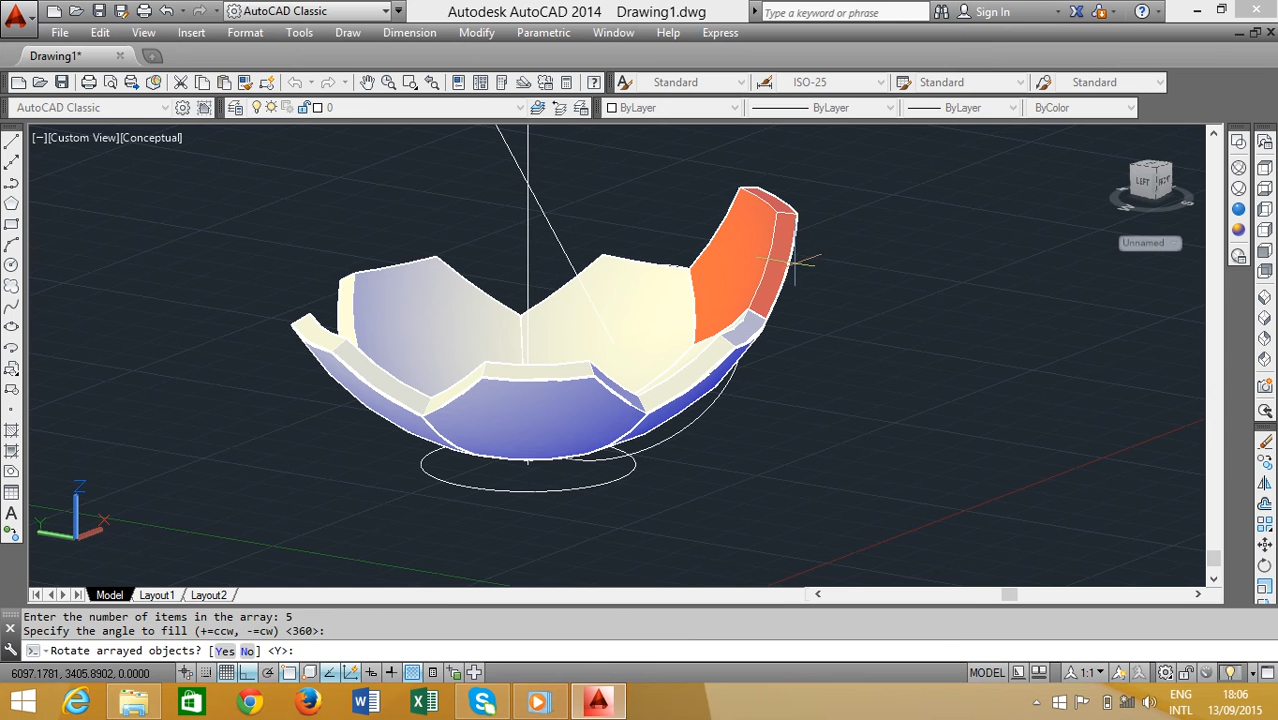 AutoCAD Classic
Autodesk AutoCAD 2014 Drawing1.dwg
Type a keyword or phrase
Sign In
File Edit View Insert Format Tools Draw Dimension Modify Parametric Window Help Express
Drawing1*
Standard
ISO-25
Standard
Standard
AutoCAD Classic
0
ByLayer
ByLayer
ByLayer
ByColor
[−][Custom View][Conceptual]
LEFT
Unnamed
Z
Y X
Model Layout1 Layout2
Enter the number of items in the array: 5
Specify the angle to fill (+=ccw, -=cw) <360>:
Rotate arrayed objects? [Yes No] <Y>:
6097.1781, 3405.8902, 0.0000
MODEL
1:1
ENG
INTL
18:06
13/09/2015